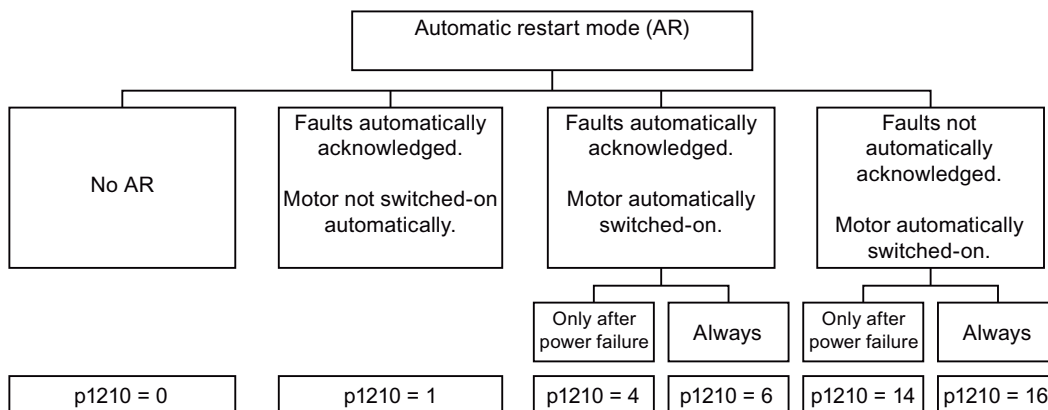 Automatic restart mode (AR)
No AR
Faults automatically
acknowledged.
Motor not switched-on
automatically.
Faults automatically
acknowledged.
Motor automatically
switched-on.
Faults not
automatically
acknowledged.
Motor automatically
switched-on.
Only after
power failure
Always
Only after
power failure
Always
p1210 = 0
p1210 = 1
p1210 = 4
p1210 = 6
p1210 = 14
p1210 = 16